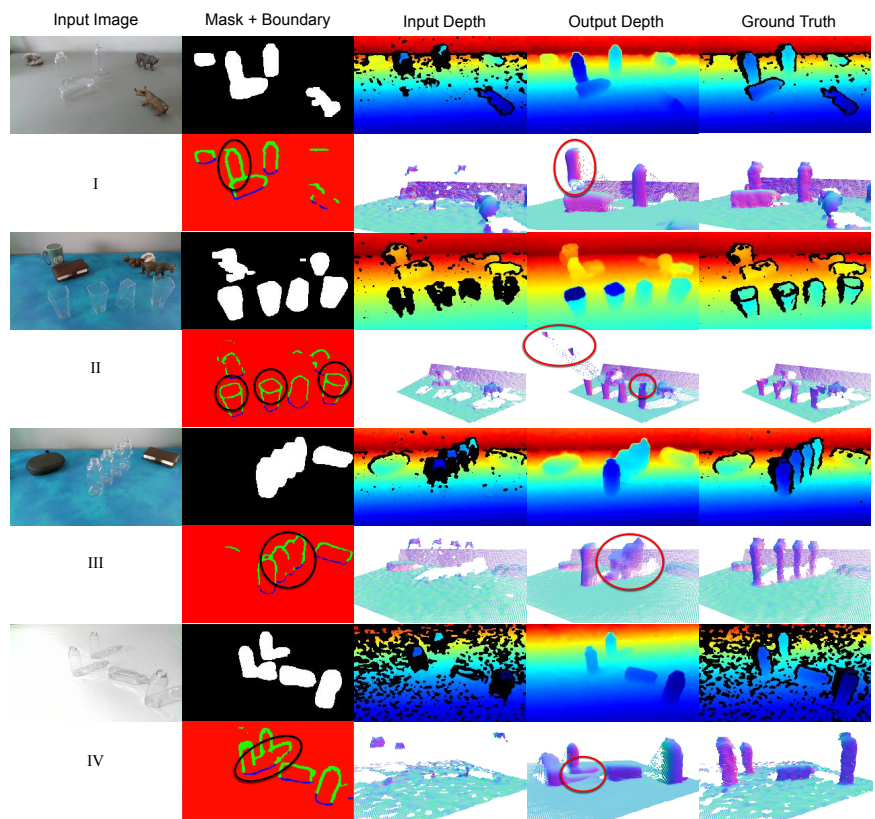 Input Image Mask + Boundary Input Depth Output Depth Ground Truth
I
II
III
IV